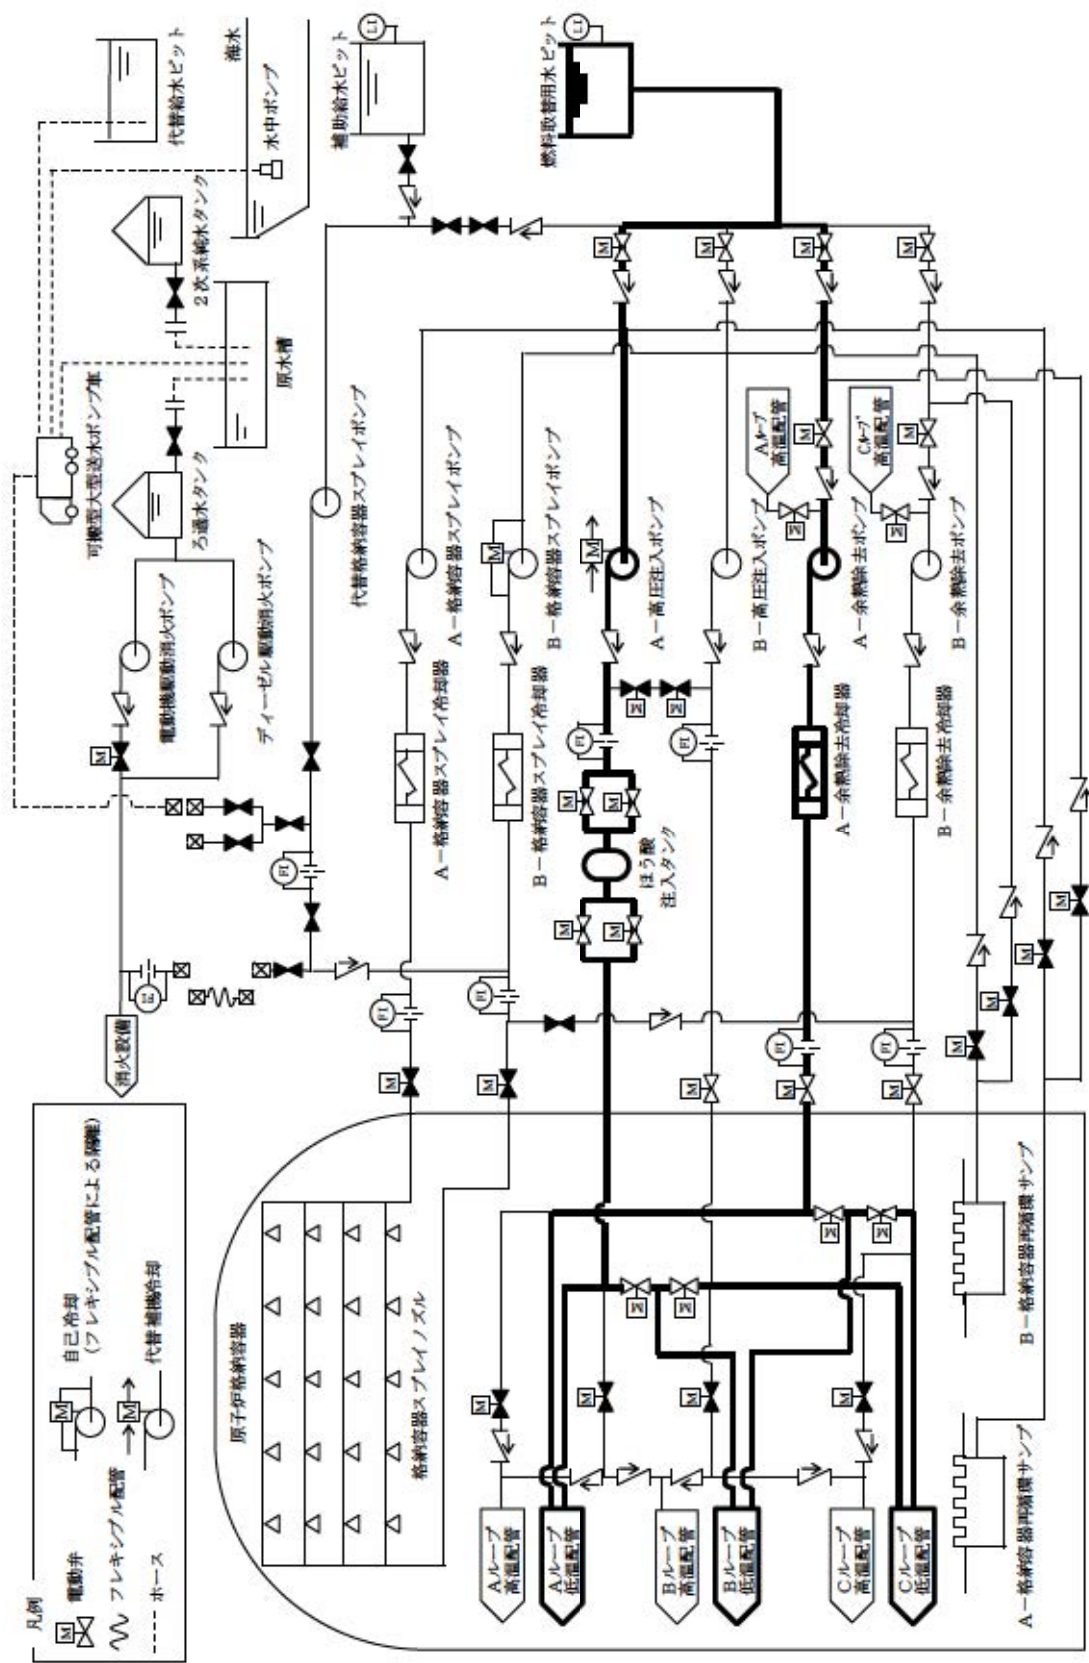 凡例
電動弁
フレキシブル配管
ホース
自己冷却
(フレキシブル配管による隔離)
代替補機冷却
M
M
M
消火設備
FI
M
電動機駆動消火ポンプ
ディーゼル駆動消火ポンプ
可搬型大型送水ポンプ車
ろ過水タンク
2次系純水タンク
原水槽
代替給水ピット
海水
水中ポンプ
補助給水ピット
LI
燃料取替用水ピット
LI
代替格納容器スプレイポンプ
FI
A-格納容器スプレイポンプ
A-格納容器スプレイ冷却器
FI
M
B-格納容器スプレイポンプ
M
B-格納容器スプレイ冷却器
FI
M
A-高圧注入ポンプ
M
M
FI
M
M
ほう酸
注入タンク
M
M
B-高圧注入ポンプ
M
M
M
FI
M
Aループ
高温配管
M
M
M
A-余熱除去ポンプ
A-余熱除去冷却器
FI
M
Cループ
高温配管
M
M
M
B-余熱除去ポンプ
B-余熱除去冷却器
FI
M
M
M
M
M
原子炉格納容器
格納容器スプレイノズル
M
M
M
M
M
M
M
M
Aループ
高温配管
Aループ
低温配管
Bループ
高温配管
Bループ
低温配管
Cループ
高温配管
Cループ
低温配管
A-格納容器再循環サンプ
B-格納容器再循環サンプ